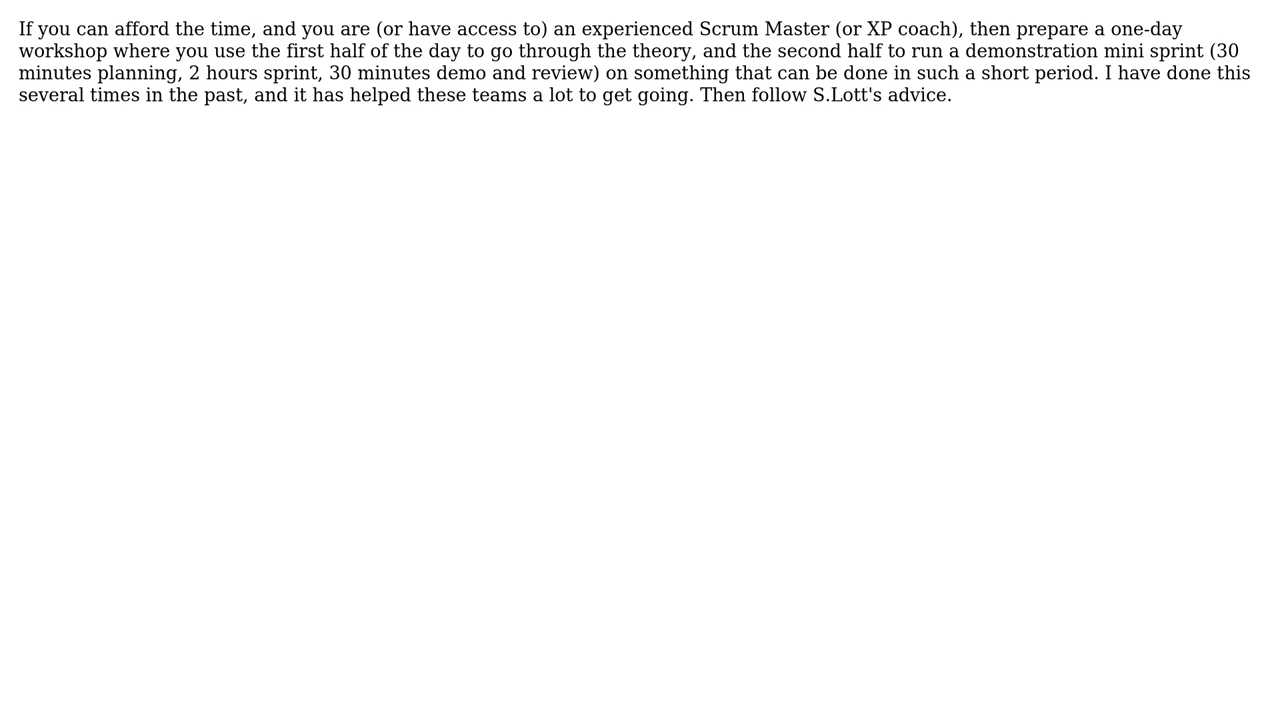 If you can afford the time, and you are (or have access to) an experienced Scrum Master (or XP coach), then prepare a one-day
workshop where you use the first half of the day to go through the theory, and the second half to run a demonstration mini sprint (30
minutes planning, 2 hours sprint, 30 minutes demo and review) on something that can be done in such a short period. I have done this
several times in the past, and it has helped these teams a lot to get going. Then follow S.Lott's advice.